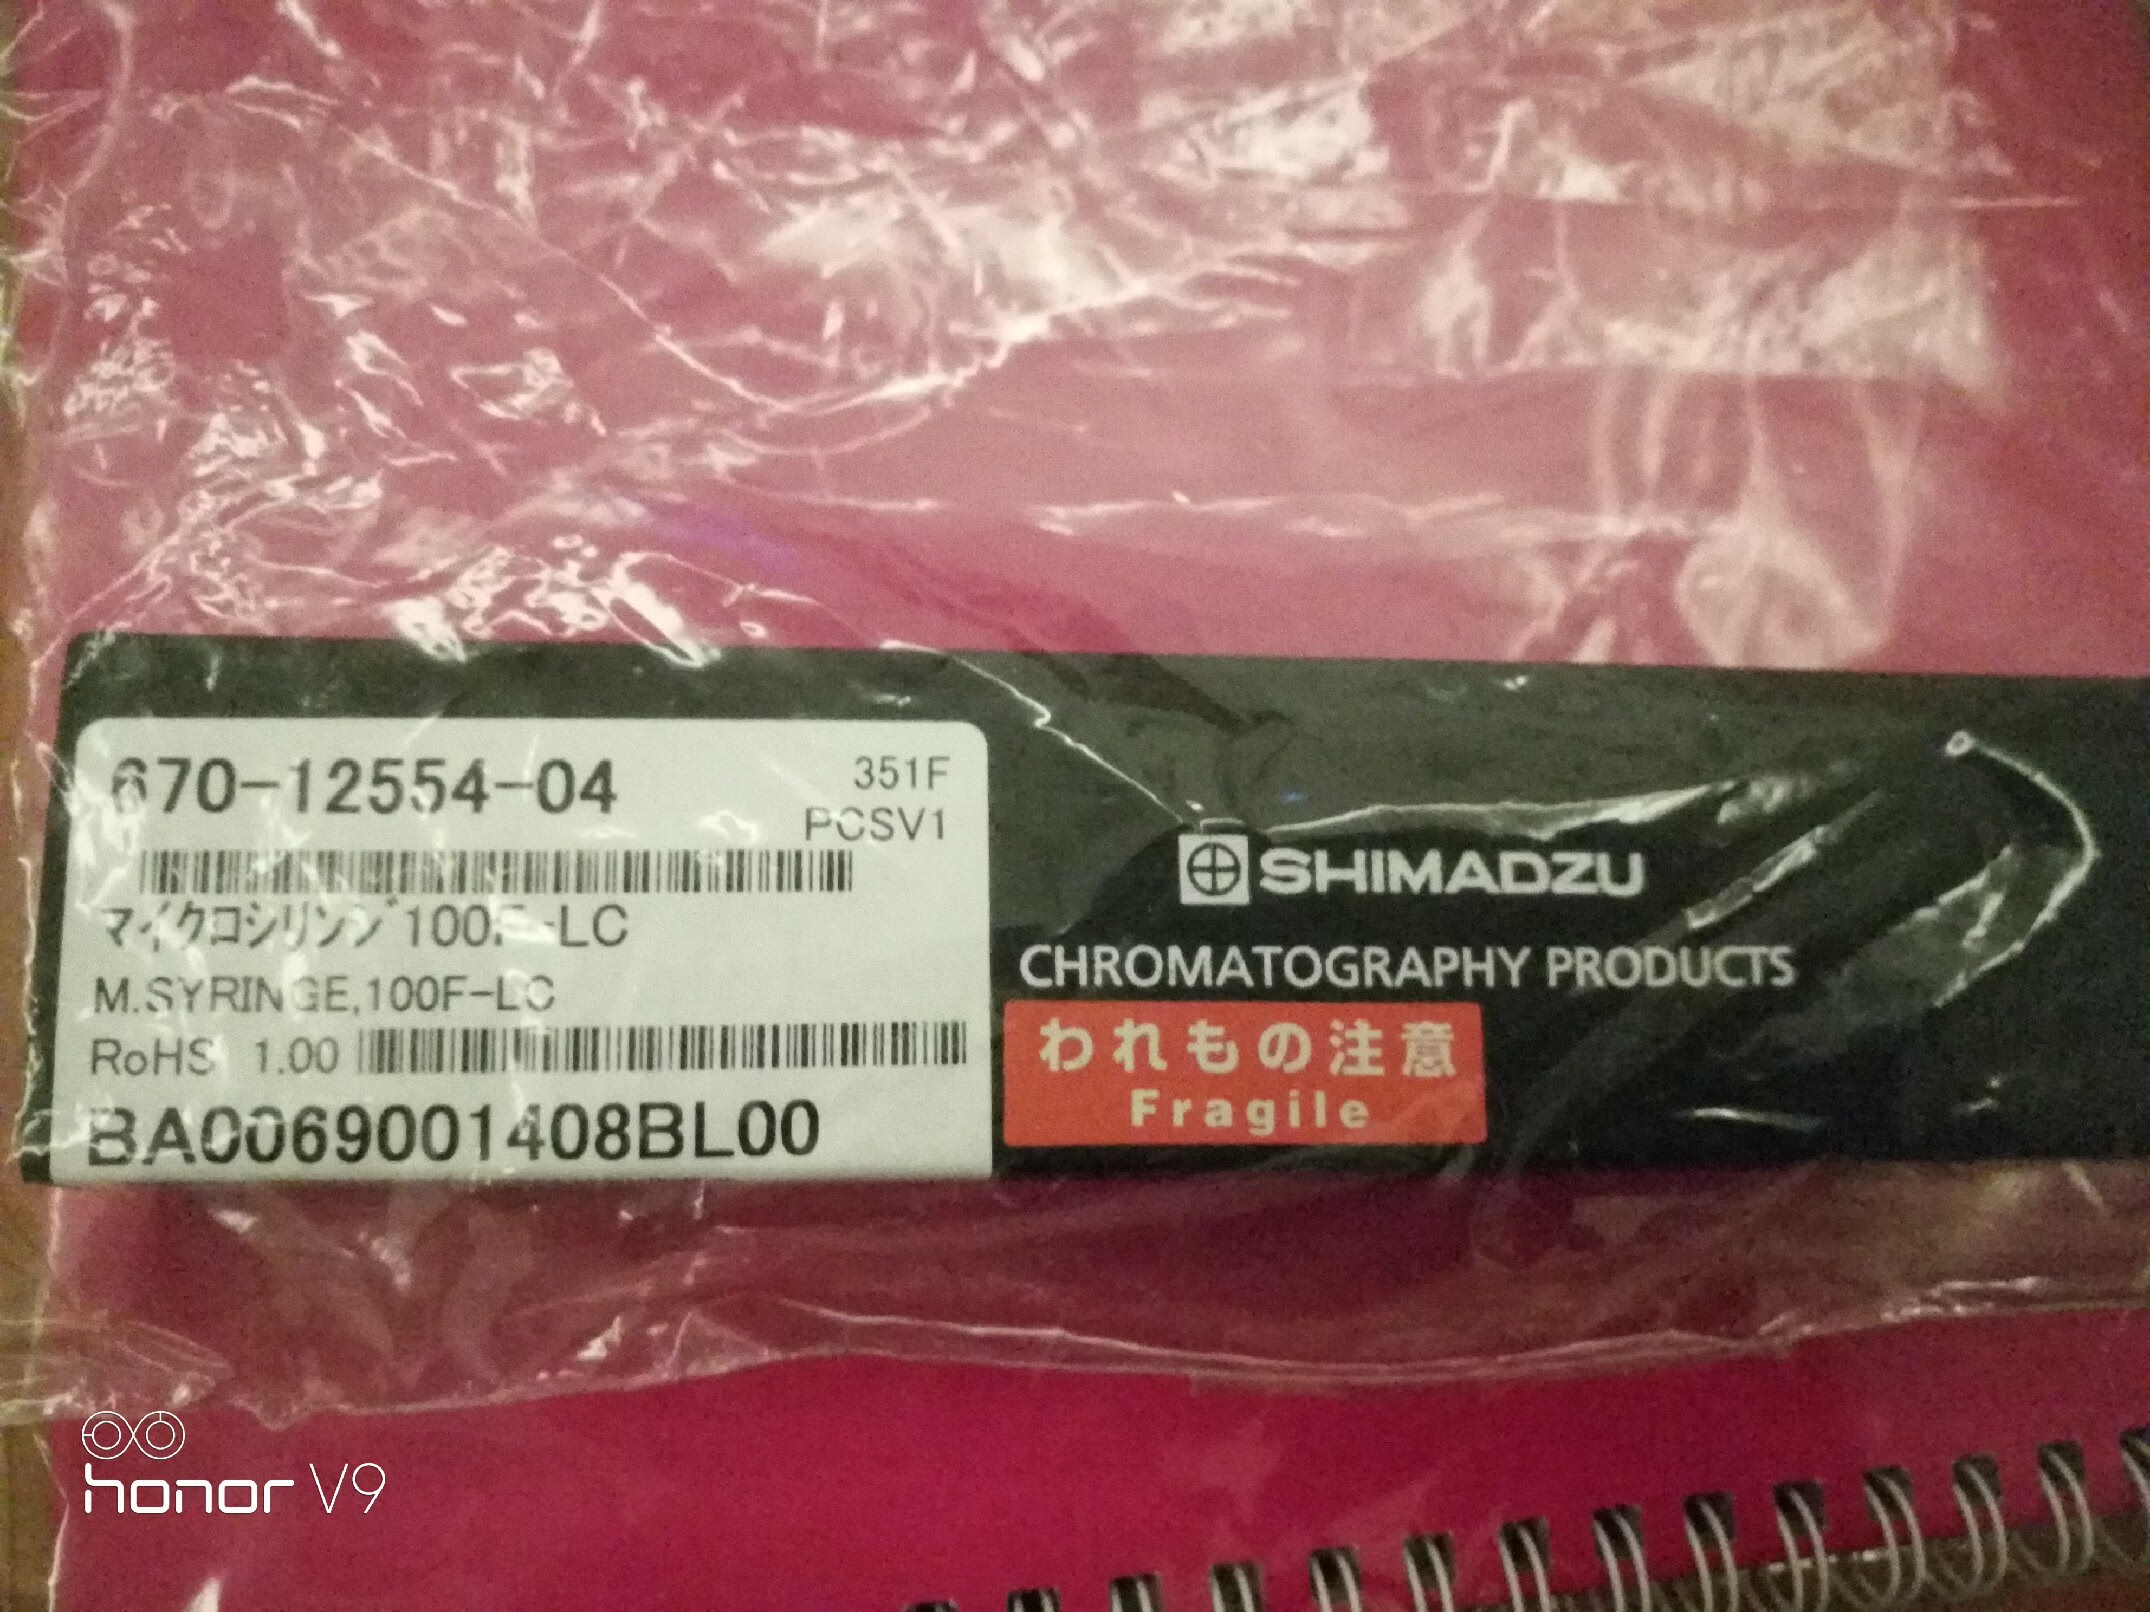 670-12554-04
351F
PCSV1
マイクロシリンジ 100F-LC
M.SYRINGE,100F-LC
RoHS 1.00
BA0069001408BL00
SHIMADZU
CHROMATOGRAPHY PRODUCTS
われもの注意
Fragile
honor V9